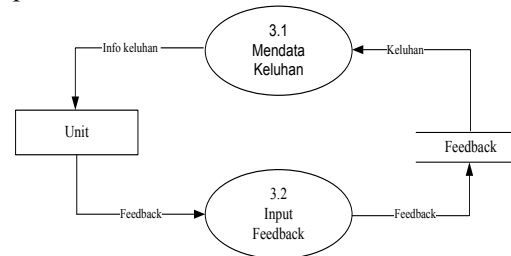 3.1
Mendata
Keluhan
Info keluhan
Keluhan
Unit
Feedback
3.2
Input
Feedback
Feedback
Feedback